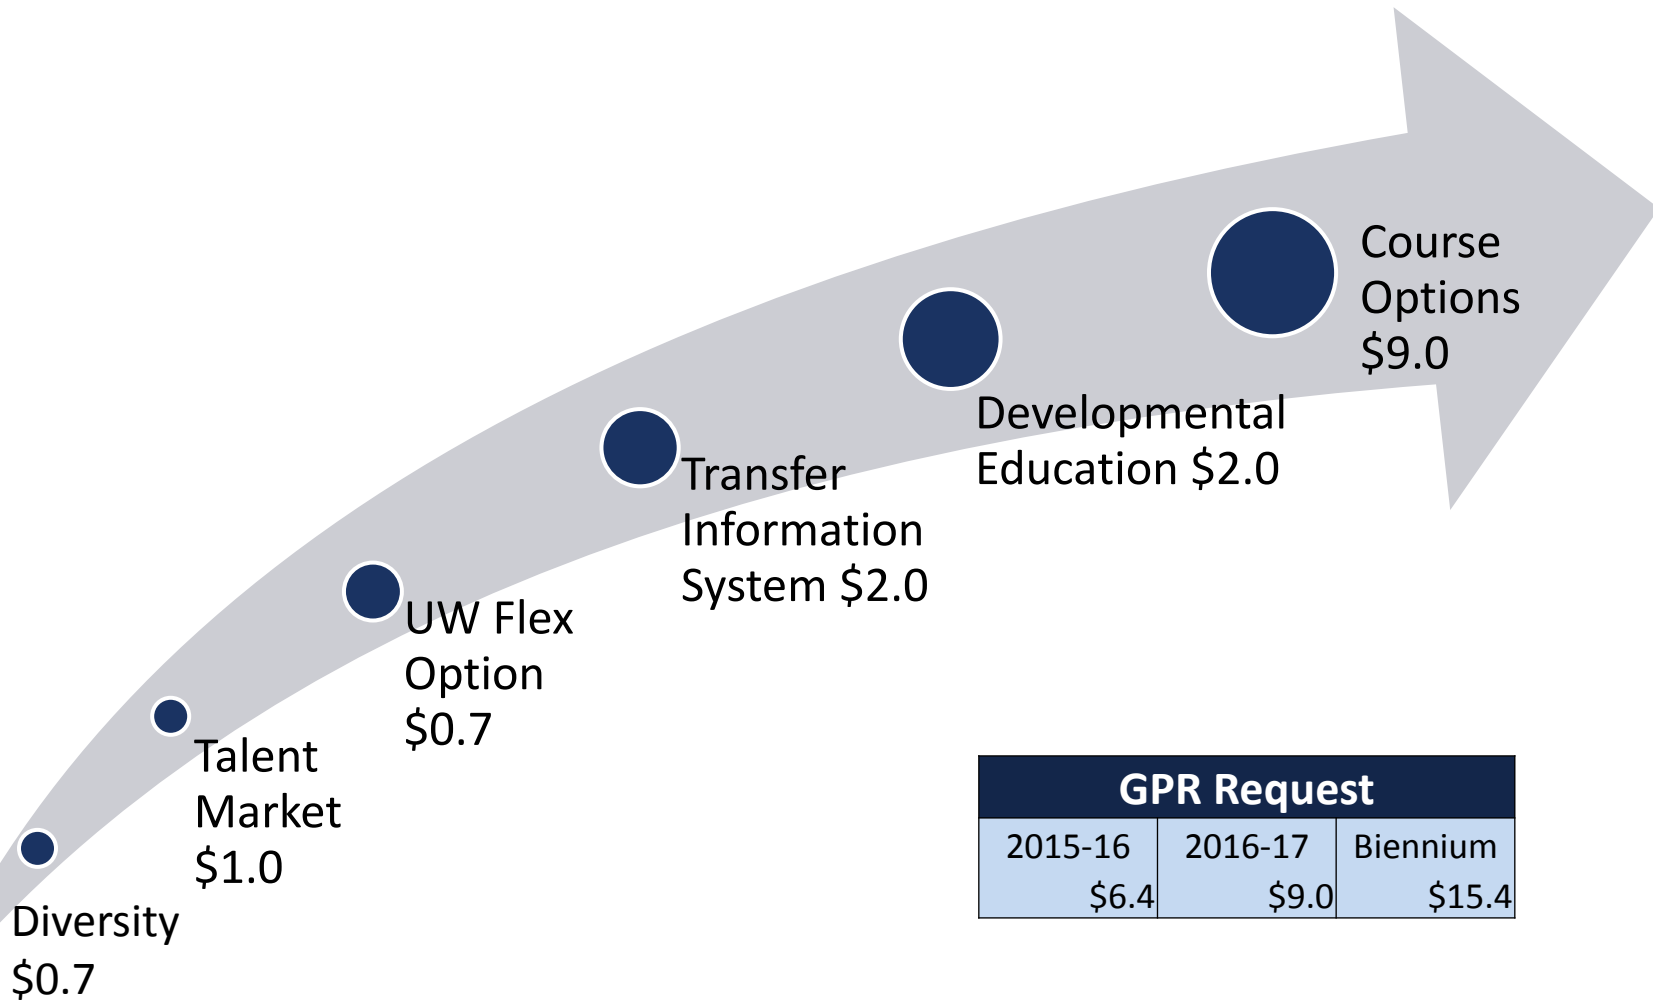 Course
Options
$9.0
Developmental
Education $2.0
Transfer
Information
System $2.0
UW Flex
Option
$0.7
Talent
Market
$1.0
Diversity
$0.7
GPR Request
2015-16 2016-17 Biennium
$6.4 $9.0 $15.4